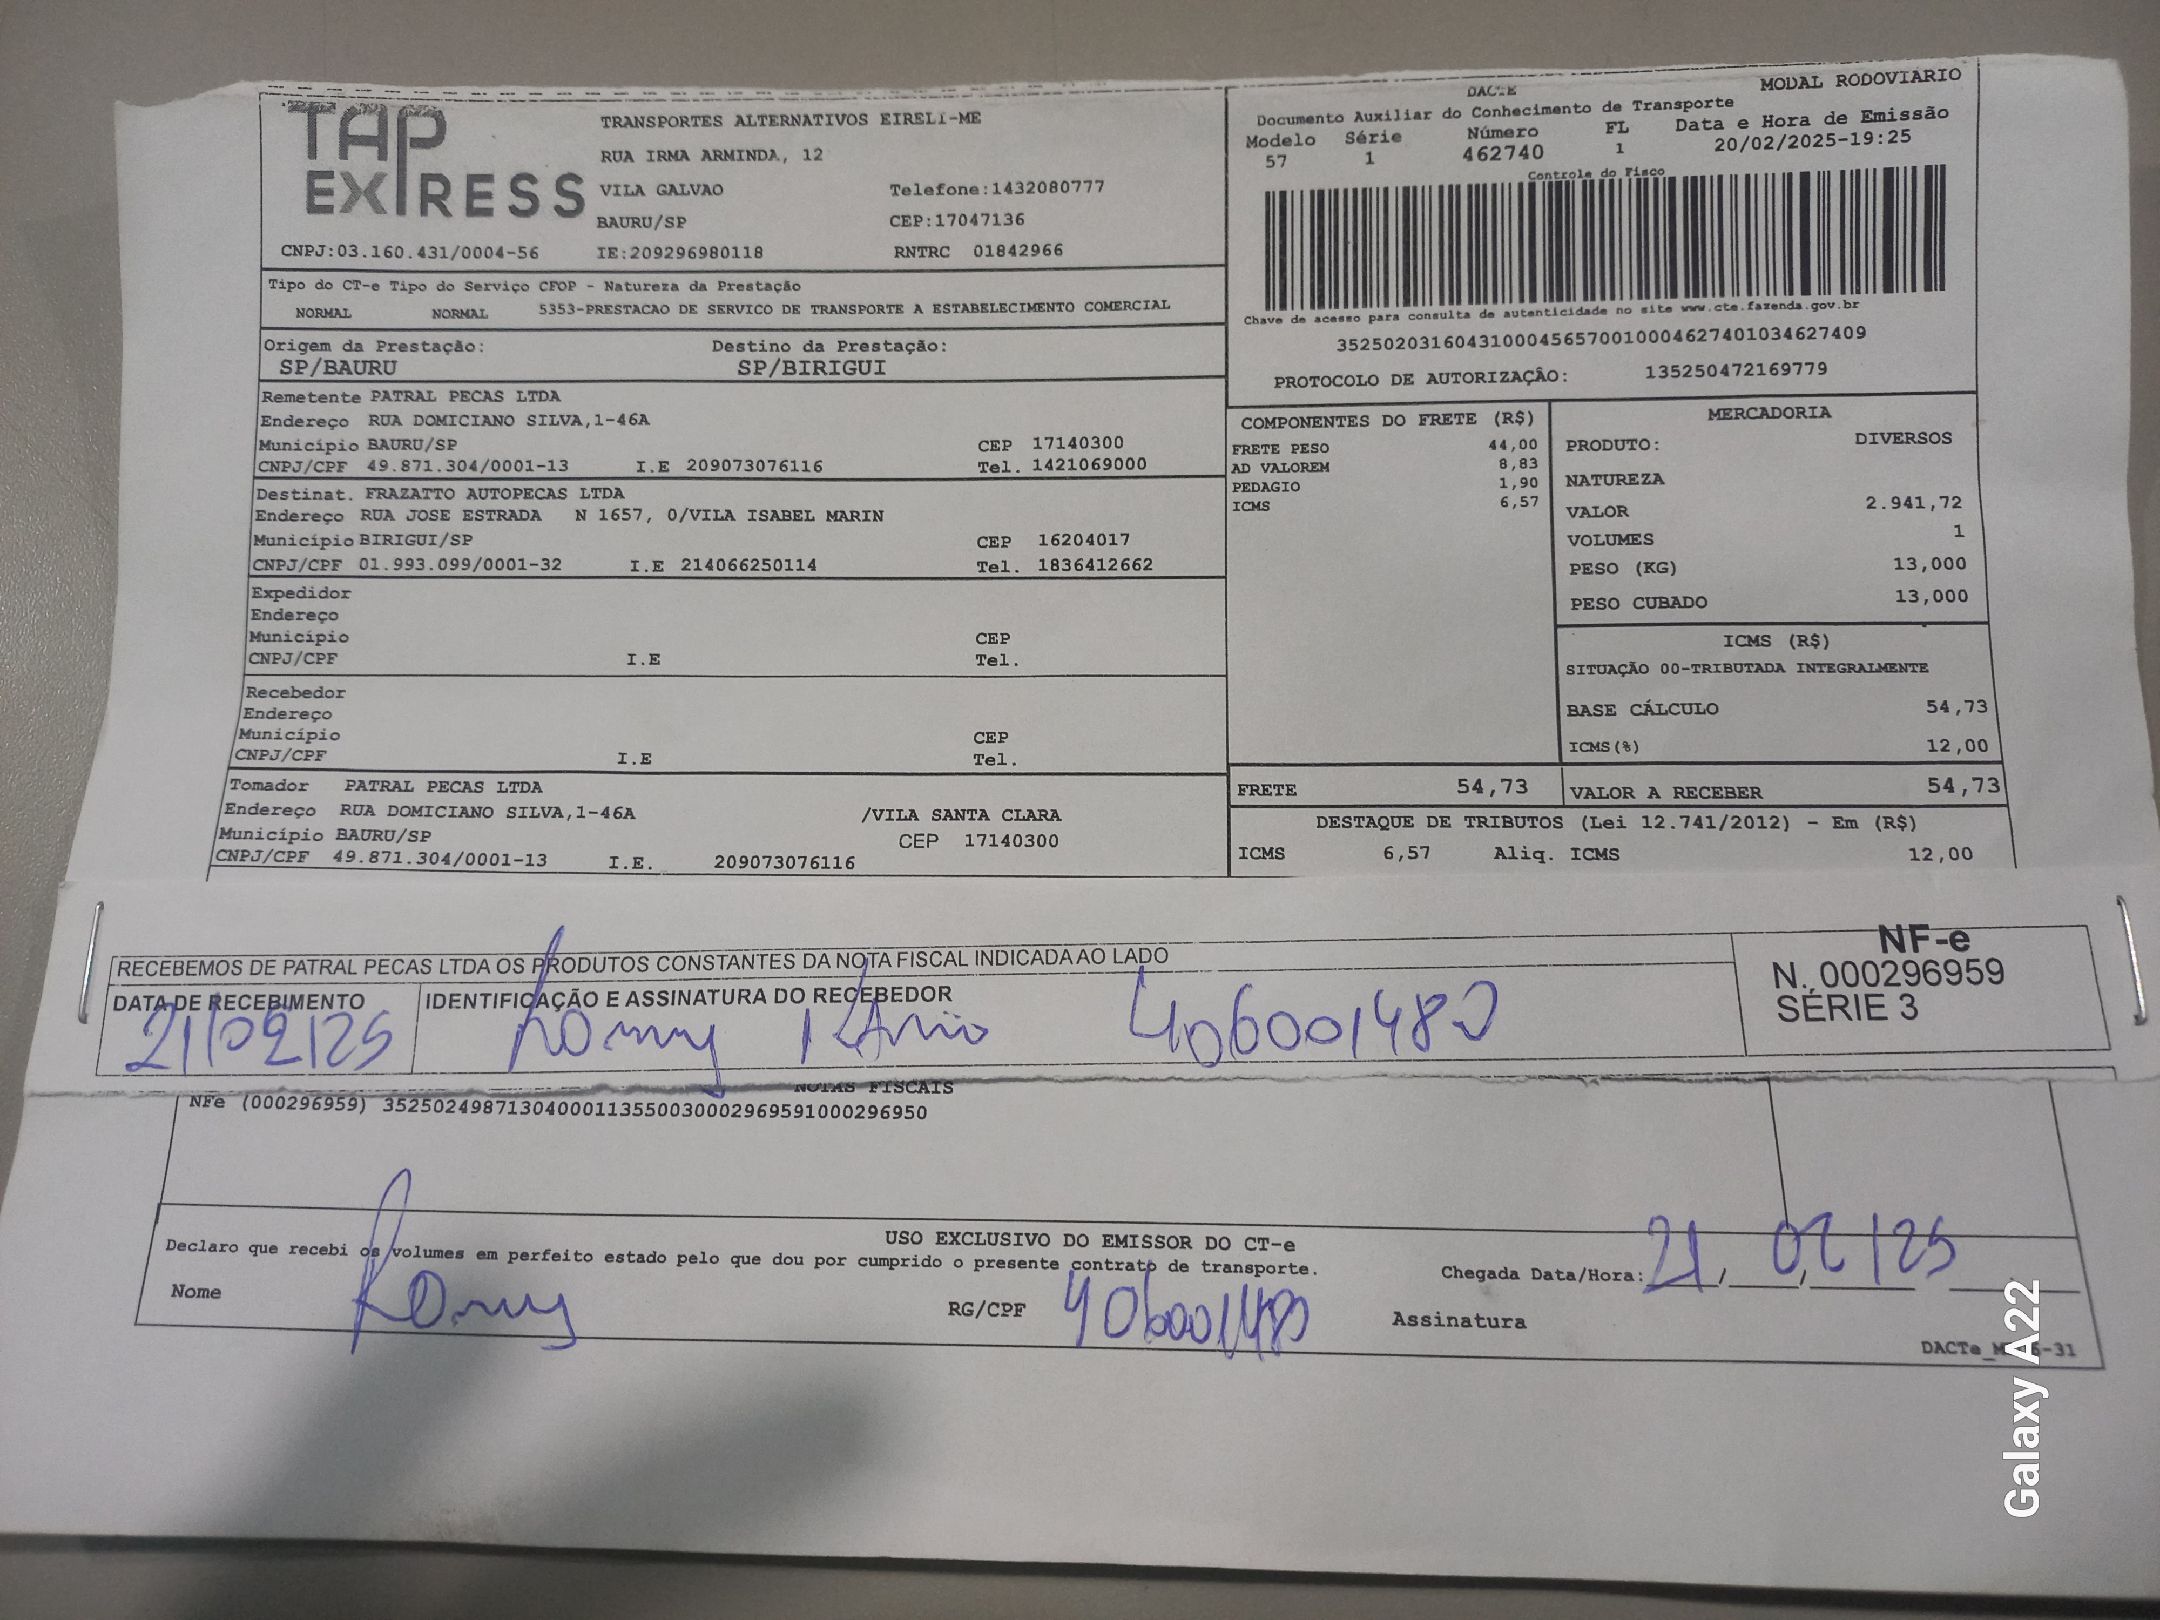 TAP EXPRESS
TRANSPORTES ALTERNATIVOS EIRELI-ME
RUA IRMA ARMINDA, 12
VILA GALVAO Telefone:1432080777
BAURU/SP CEP:17047136
CNPJ:03.160.431/0004-56 IE:209296980118 RNTRC 01842966
DACTE MODAL RODOVIARIO
Documento Auxiliar do Conhecimento de Transporte
Modelo Série Número FL Data e Hora de Emissão
57 1 462740 1 20/02/2025-19:25
Controle do Fisco
Chave de acesso para consulta de autenticidade no site www.cte.fazenda.gov.br
35250203160431000456570010004627401034627409
PROTOCOLO DE AUTORIZAÇÃO: 135250472169779
Tipo do CT-e Tipo do Serviço CFOP - Natureza da Prestação
NORMAL NORMAL 5353-PRESTACAO DE SERVICO DE TRANSPORTE A ESTABELECIMENTO COMERCIAL
Origem da Prestação: Destino da Prestação:
SP/BAURU SP/BIRIGUI
Remetente PATRAL PECAS LTDA
Endereço RUA DOMICIANO SILVA,1-46A
Município BAURU/SP CEP 17140300
CNPJ/CPF 49.871.304/0001-13 I.E 209073076116 Tel. 1421069000
Destinat. FRAZATTO AUTOPECAS LTDA
Endereço RUA JOSE ESTRADA N 1657, 0/VILA ISABEL MARIN
Município BIRIGUI/SP CEP 16204017
CNPJ/CPF 01.993.099/0001-32 I.E 214066250114 Tel. 1836412662
Expedidor
Endereço
Município CEP
CNPJ/CPF I.E Tel.
Recebedor
Endereço
Município CEP
CNPJ/CPF I.E Tel.
Tomador PATRAL PECAS LTDA
Endereço RUA DOMICIANO SILVA,1-46A /VILA SANTA CLARA
Município BAURU/SP CEP 17140300
CNPJ/CPF 49.871.304/0001-13 I.E. 209073076116
COMPONENTES DO FRETE (R$)
FRETE PESO 44,00
AD VALOREM 8,83
PEDAGIO 1,90
ICMS 6,57
MERCADORIA
PRODUTO: DIVERSOS
NATUREZA
VALOR 2.941,72
VOLUMES 1
PESO (KG) 13,000
PESO CUBADO 13,000
ICMS (R$)
SITUAÇÃO 00-TRIBUTADA INTEGRALMENTE
BASE CÁLCULO 54,73
ICMS(%) 12,00
FRETE 54,73 VALOR A RECEBER 54,73
DESTAQUE DE TRIBUTOS (Lei 12.741/2012) - Em (R$)
ICMS 6,57 Aliq. ICMS 12,00
RECEBEMOS DE PATRAL PECAS LTDA OS PRODUTOS CONSTANTES DA NOTA FISCAL INDICADA AO LADO
DATA DE RECEBIMENTO IDENTIFICAÇÃO E ASSINATURA DO RECEBEDOR
21/02/25 406001480
NF-e
N. 000296959
SÉRIE 3
NOTAS FISCAIS
NFe (000296959) 35250249871304000113550030002969591000296950
USO EXCLUSIVO DO EMISSOR DO CT-e
Declaro que recebi os volumes em perfeito estado pelo que dou por cumprido o presente contrato de transporte.
Chegada Data/Hora: 21, 02/25
Nome RG/CPF 406001480 Assinatura
Galaxy A22